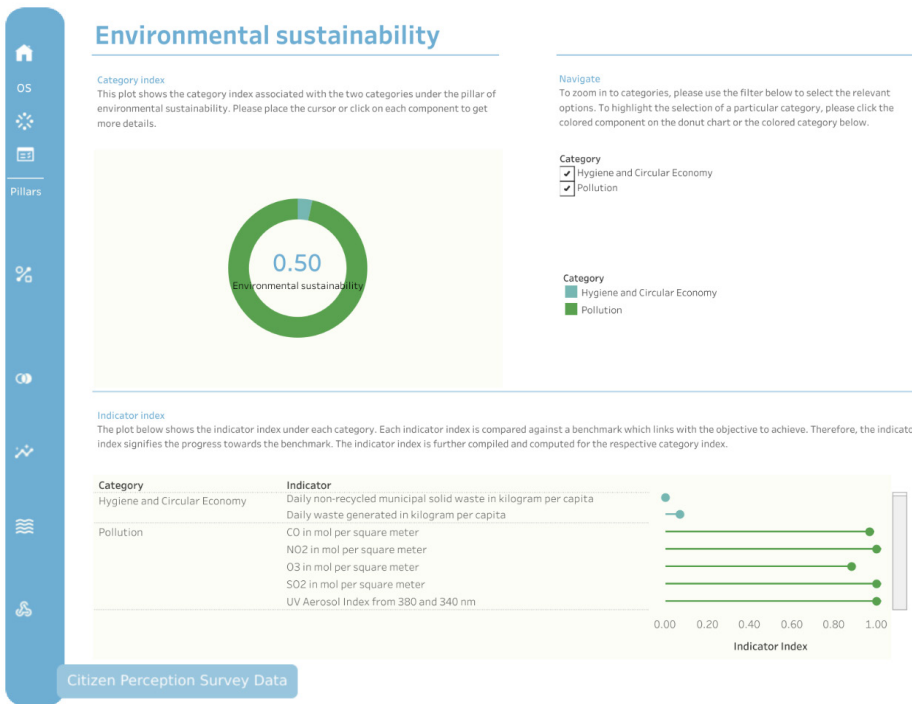 Environmental sustainability
OS
Pillars
Category index
This plot shows the category index associated with the two categories under the pillar of
environmental sustainability. Please place the cursor or click on each component to get
more details.
0.50
Environmental sustainability
Navigate
To zoom in to categories, please use the filter below to select the relevant
options. To highlight the selection of a particular category, please click the
colored component on the donut chart or the colored category below.
Category
Hygiene and Circular Economy
Pollution
Category
Hygiene and Circular Economy
Pollution
Indicator index
The plot below shows the indicator index under each category. Each indicator index is compared against a benchmark which links with the objective to achieve. Therefore, the indicato
index signifies the progress towards the benchmark. The indicator index is further compiled and computed for the respective category index.
Category Indicator
Hygiene and Circular Economy Daily non-recycled municipal solid waste in kilogram per capita
Daily waste generated in kilogram per capita
Pollution CO in mol per square meter
NO2 in mol per square meter
O3 in mol per square meter
SO2 in mol per square meter
UV Aerosol Index from 380 and 340 nm
0.00 0.20 0.40 0.60 0.80 1.00
Indicator Index
Citizen Perception Survey Data